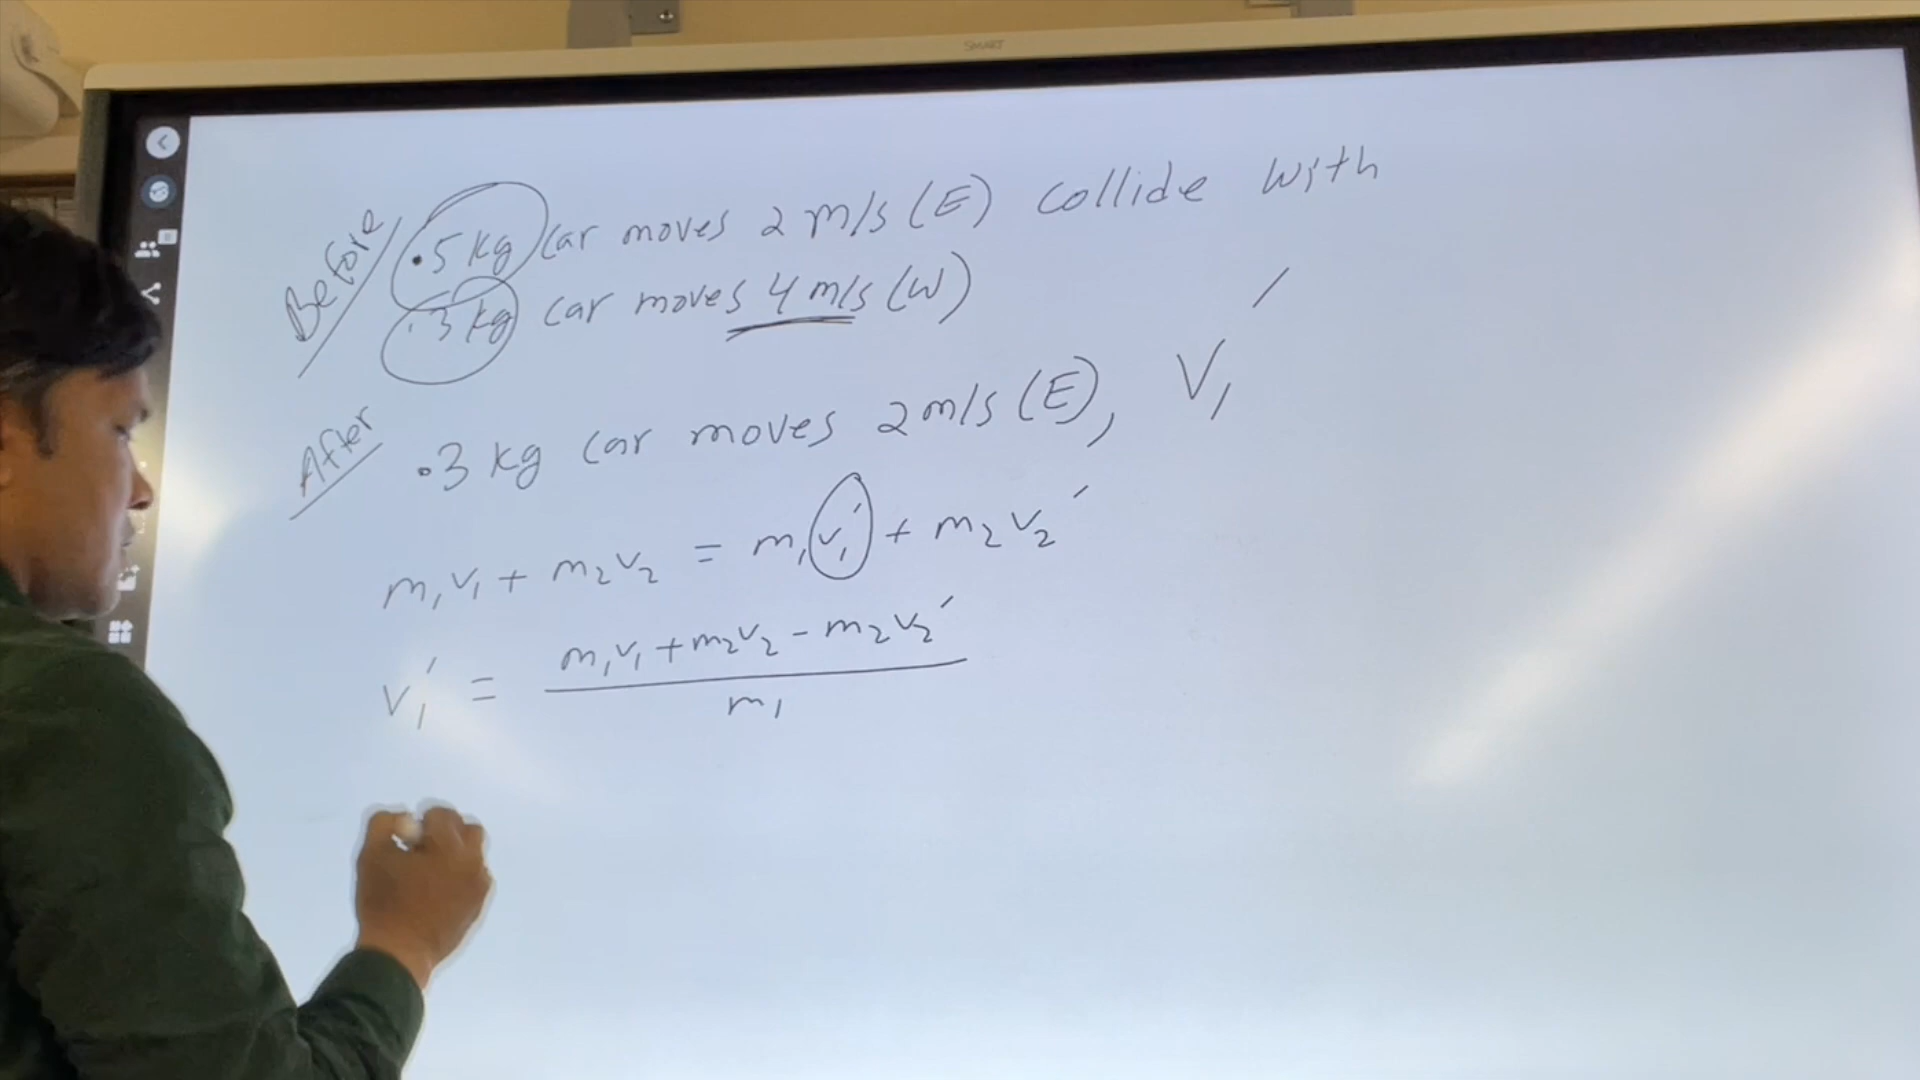 SMART
Before
.5 kg car moves 2 m/s (E) collide with
.3 kg car moves 4 m/s (W)
After
.3 kg car moves 2 m/s (E), V₁′
m₁v₁ + m₂v₂ = m₁v₁′ + m₂v₂′
v₁′ = m₁v₁ + m₂v₂ - m₂v₂′
m₁